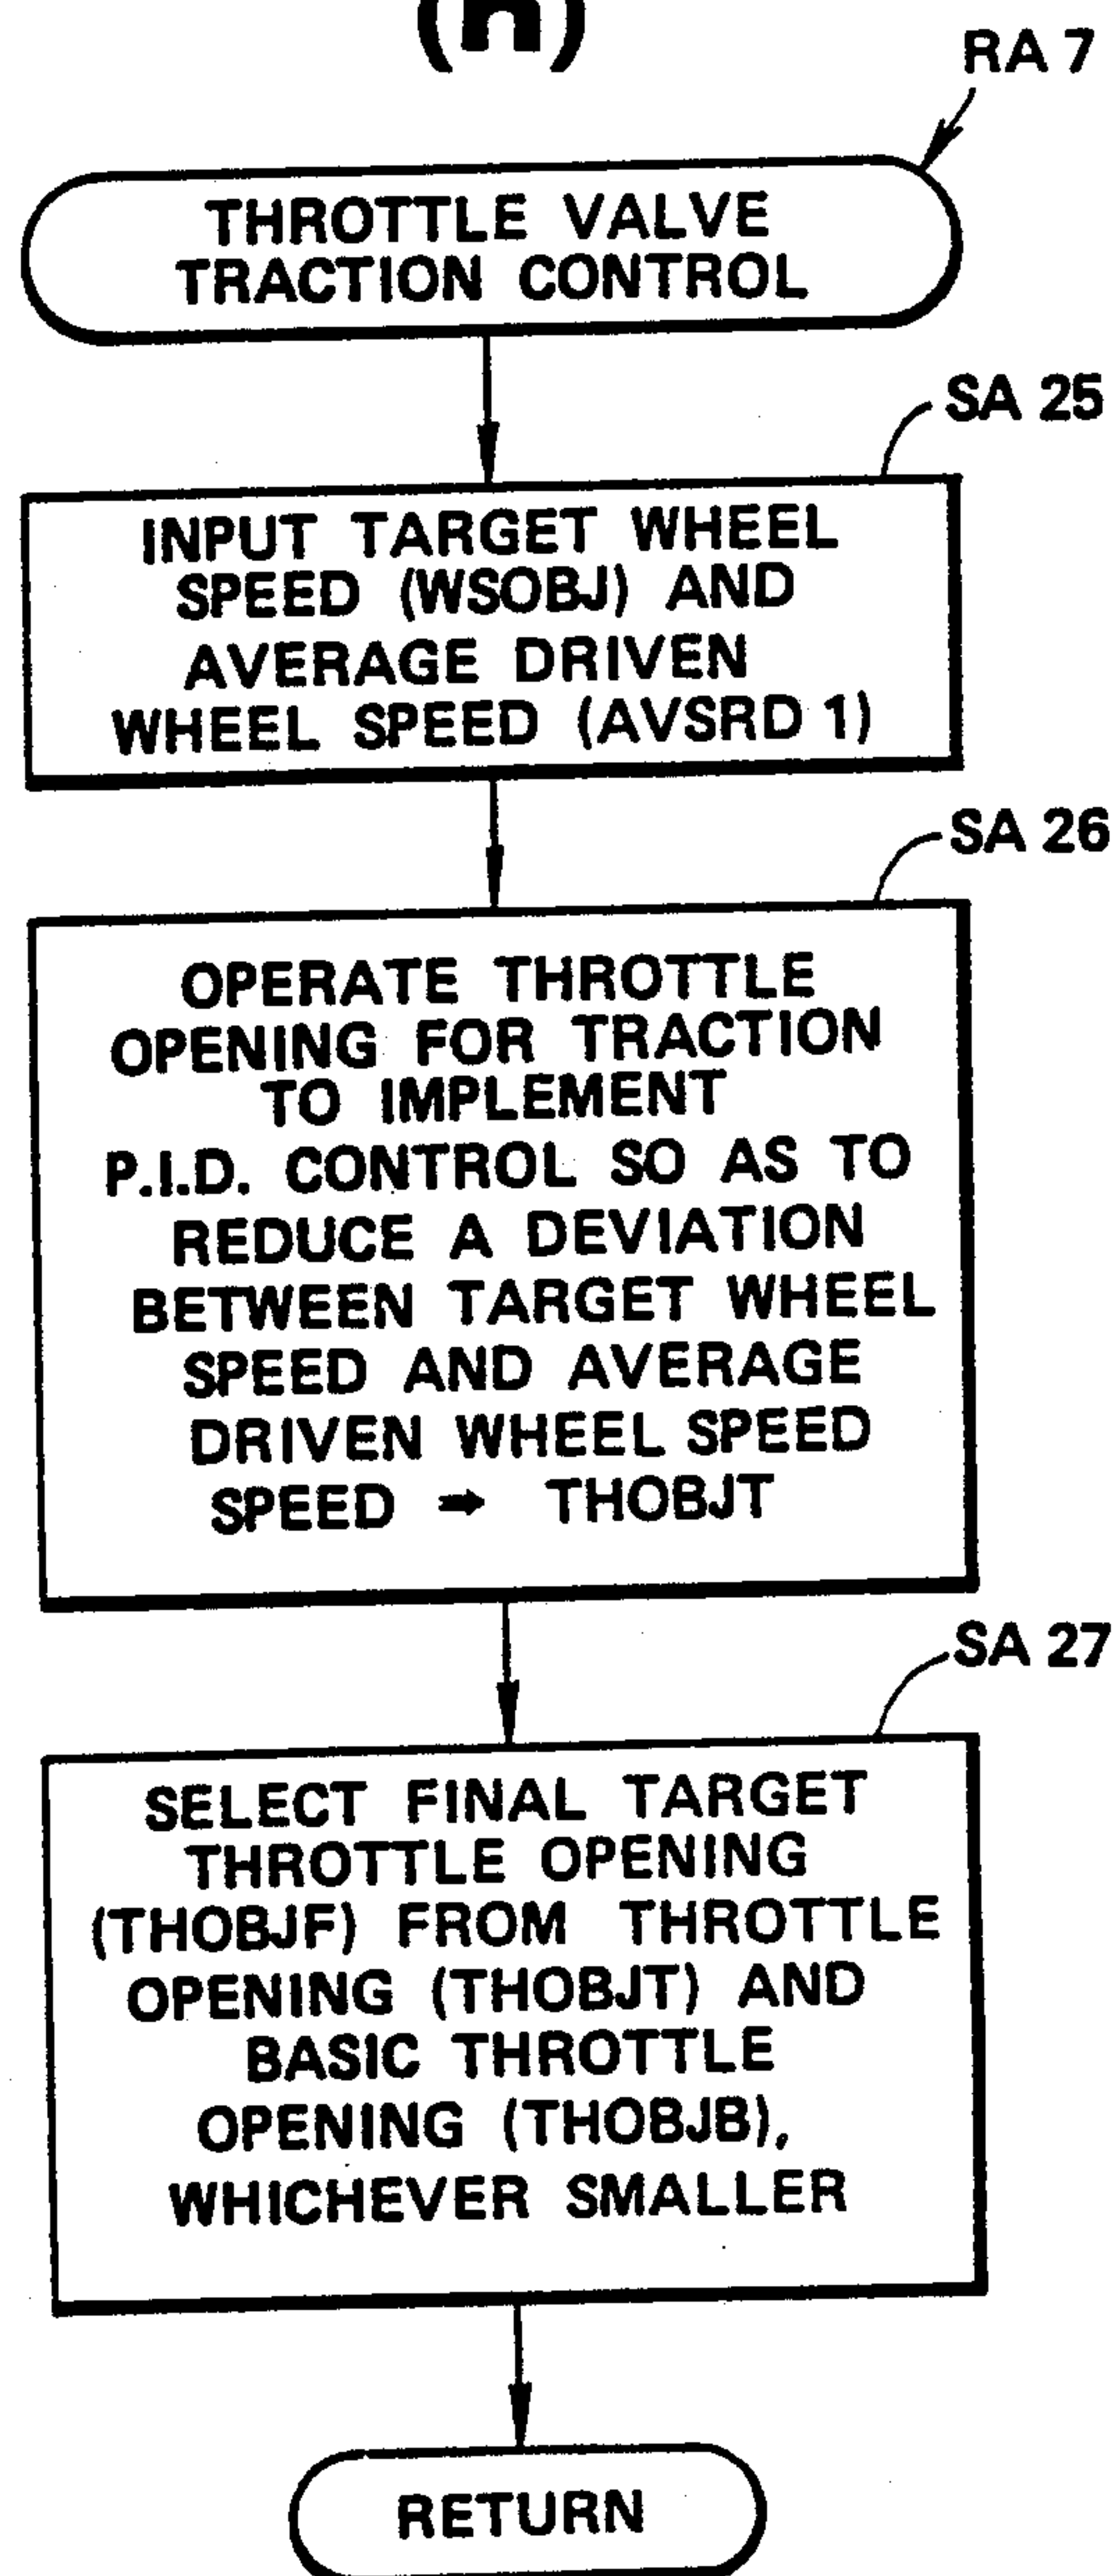 (h)
RA 7
THROTTLE VALVE
TRACTION CONTROL
SA 25
INPUT TARGET WHEEL
SPEED (WSOBJ) AND
AVERAGE DRIVEN
WHEEL SPEED (AVSRD 1)
SA 26
OPERATE THROTTLE
OPENING FOR TRACTION
TO IMPLEMENT
P.I.D. CONTROL SO AS TO
REDUCE A DEVIATION
BETWEEN TARGET WHEEL
SPEED AND AVERAGE
DRIVEN WHEEL SPEED
SPEED ➡ THOBJT
SA 27
SELECT FINAL TARGET
THROTTLE OPENING
(THOBJF) FROM THROTTLE
OPENING (THOBJT) AND
BASIC THROTTLE
OPENING (THOBJB),
WHICHEVER SMALLER
RETURN